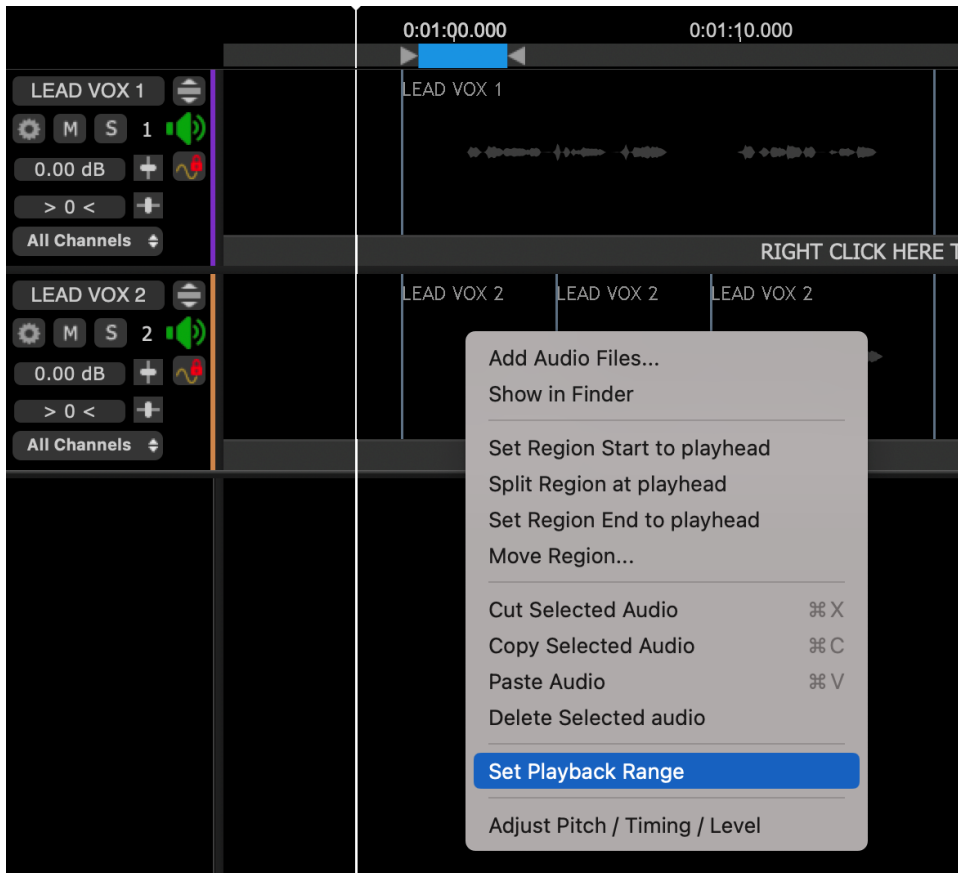 0:01:00.000 0:01:10.000
LEAD VOX 1
LEAD VOX 1
M S 1
0.00 dB
> 0 <
All Channels
RIGHT CLICK HERE T
LEAD VOX 2
LEAD VOX 2 LEAD VOX 2 LEAD VOX 2
M S 2
0.00 dB
> 0 <
All Channels
Add Audio Files...
Show in Finder
Set Region Start to playhead
Split Region at playhead
Set Region End to playhead
Move Region...
Cut Selected Audio ⌘X
Copy Selected Audio ⌘C
Paste Audio ⌘V
Delete Selected audio
Set Playback Range
Adjust Pitch / Timing / Level